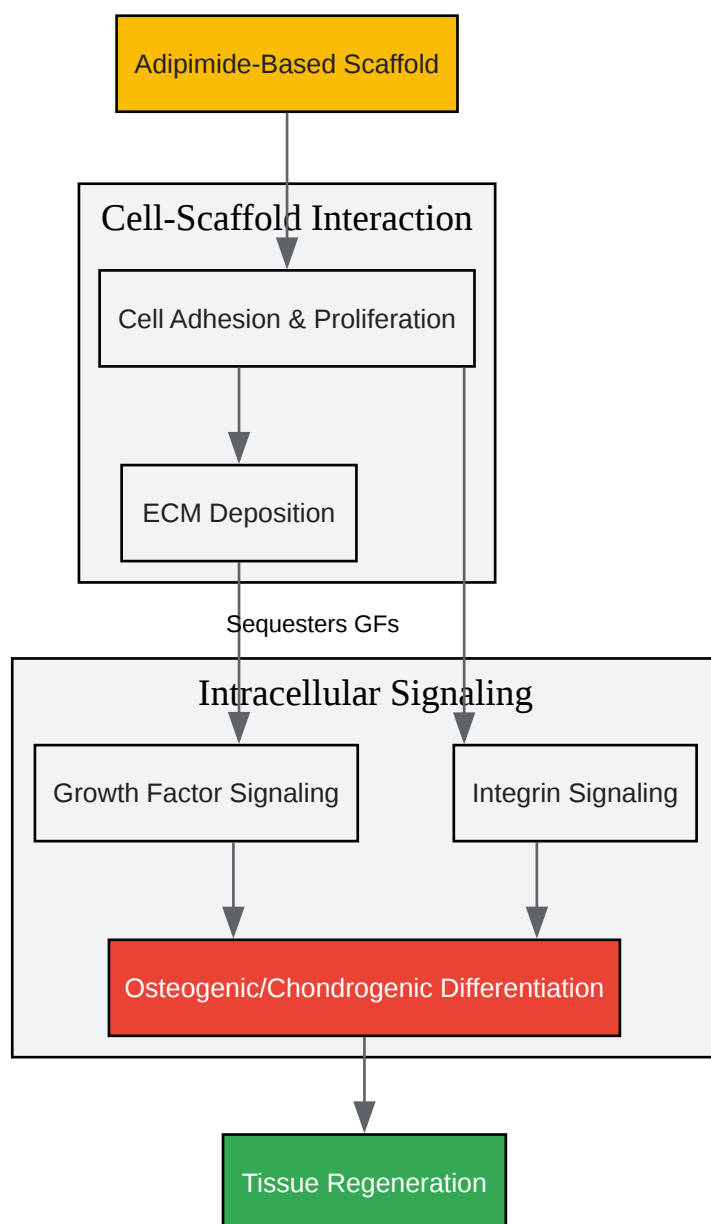 Adipimide-Based Scaffold
Cell-Scaffold Interaction
Cell Adhesion & Proliferation
ECM Deposition
Sequesters GFs
Intracellular Signaling
Growth Factor Signaling
Integrin Signaling
Osteogenic/Chondrogenic Differentiation
Tissue Regeneration